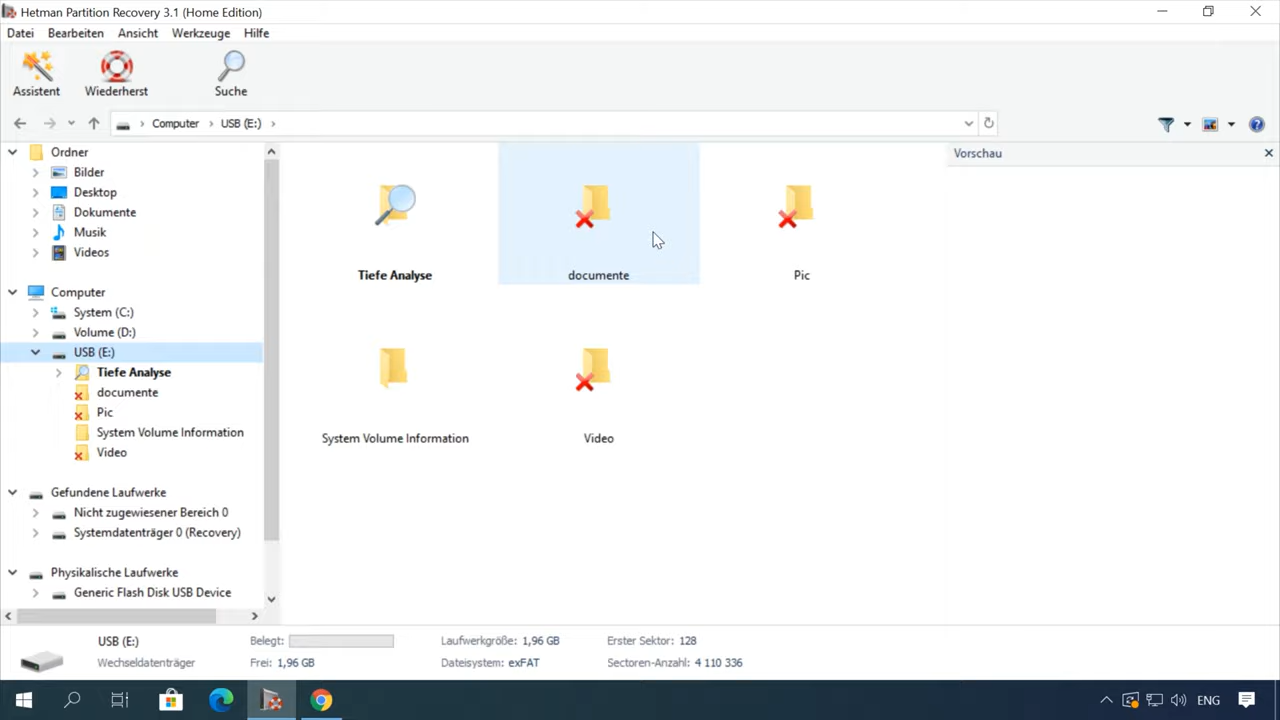 Hetman Partition Recovery 3.1 (Home Edition)
Datei Bearbeiten Ansicht Werkzeuge Hilfe
Assistent Wiederherst Suche
Computer USB (E:)
Ordner
Bilder
Desktop
Dokumente
Musik
Videos
Computer
System (C:)
Volume (D:)
USB (E:)
Tiefe Analyse
documente
Pic
System Volume Information
Video
Gefundene Laufwerke
Nicht zugewiesener Bereich 0
Systemdatenträger 0 (Recovery)
Physikalische Laufwerke
Generic Flash Disk USB Device
Tiefe Analyse documente Pic
System Volume Information Video
Vorschau
USB (E:) Belegt: Laufwerkgröße: 1,96 GB Erster Sektor: 128
Wechseldatenträger Frei: 1,96 GB Dateisystem: exFAT Sectoren-Anzahl: 4 110 336
ENG